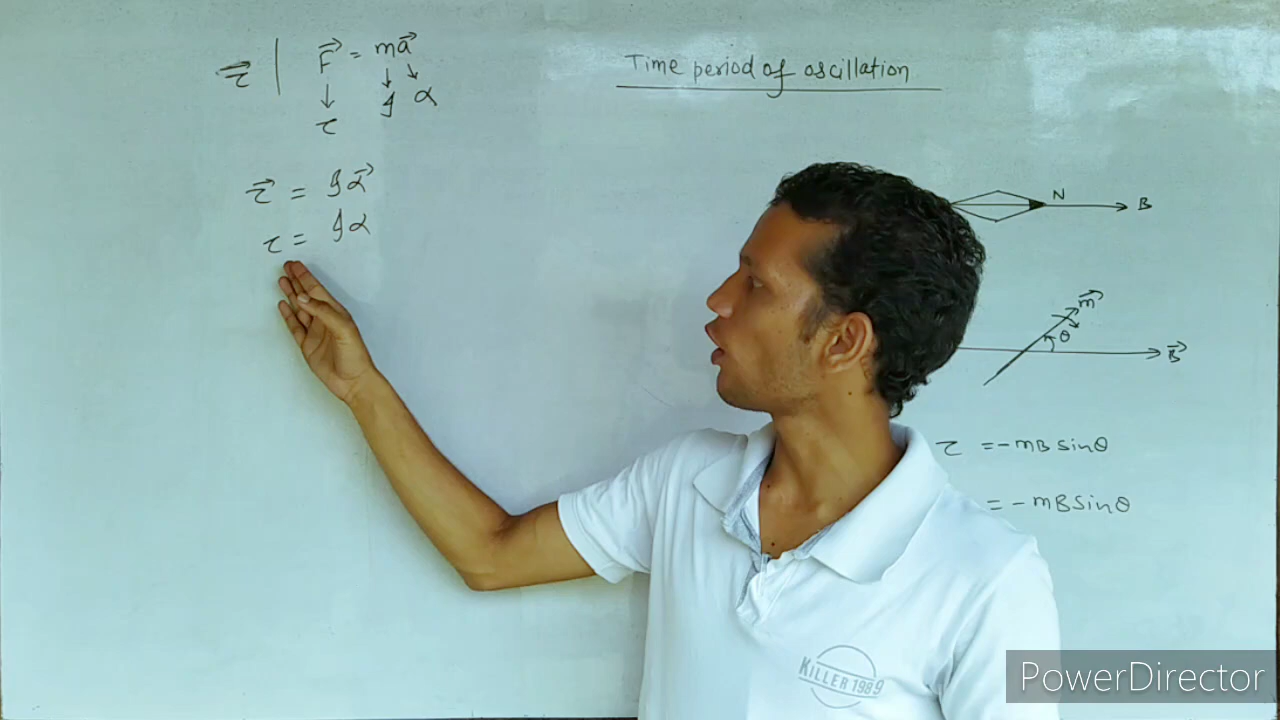 τ⃗ | F⃗ = ma⃗
↓ ↓ ↓
τ I α
τ⃗ = Iα⃗
τ = Iα
Time period of oscillation
N B
m⃗
θ
B⃗
τ = -mB sinθ
= -mB sinθ
KILLER 1989
PowerDirector